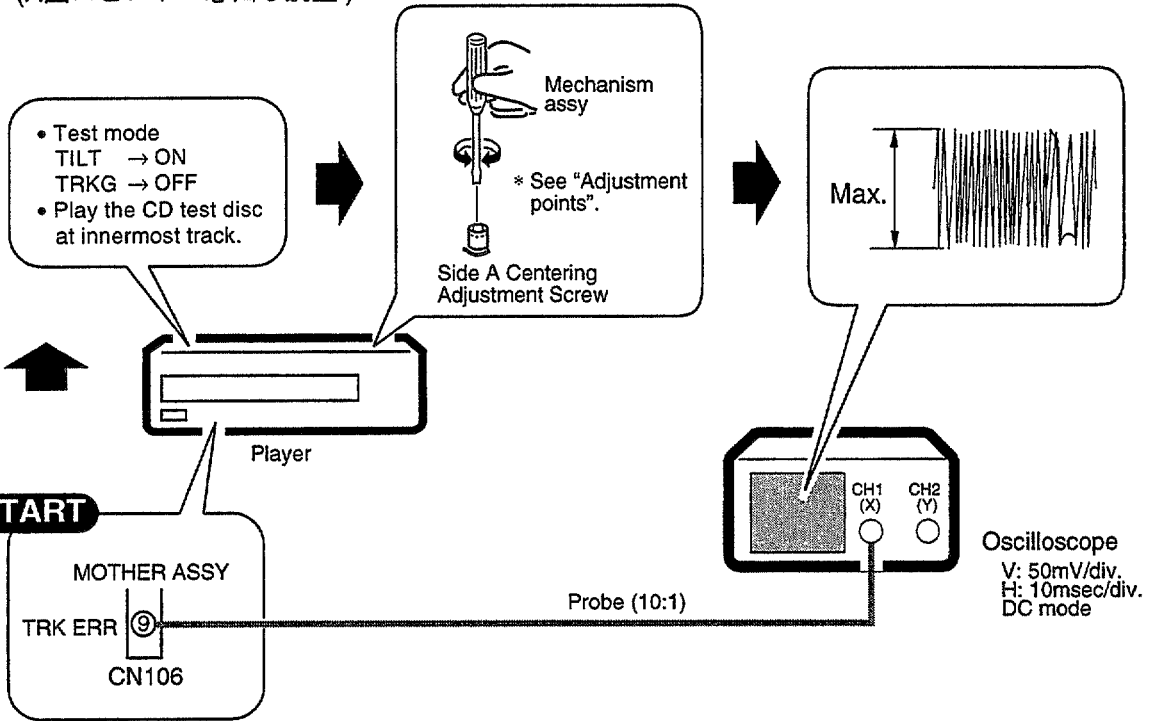 • Test mode
TILT → ON
TRKG → OFF
• Play the CD test disc
at innermost track.
Mechanism
assy
* See “Adjustment
points”.
Side A Centering
Adjustment Screw
Max.
Player
TART
MOTHER ASSY
TRK ERR ⑨
CN106
Probe (10:1)
CH1
(X)
CH2
(Y)
Oscilloscope
V: 50mV/div.
H: 10msec/div.
DC mode